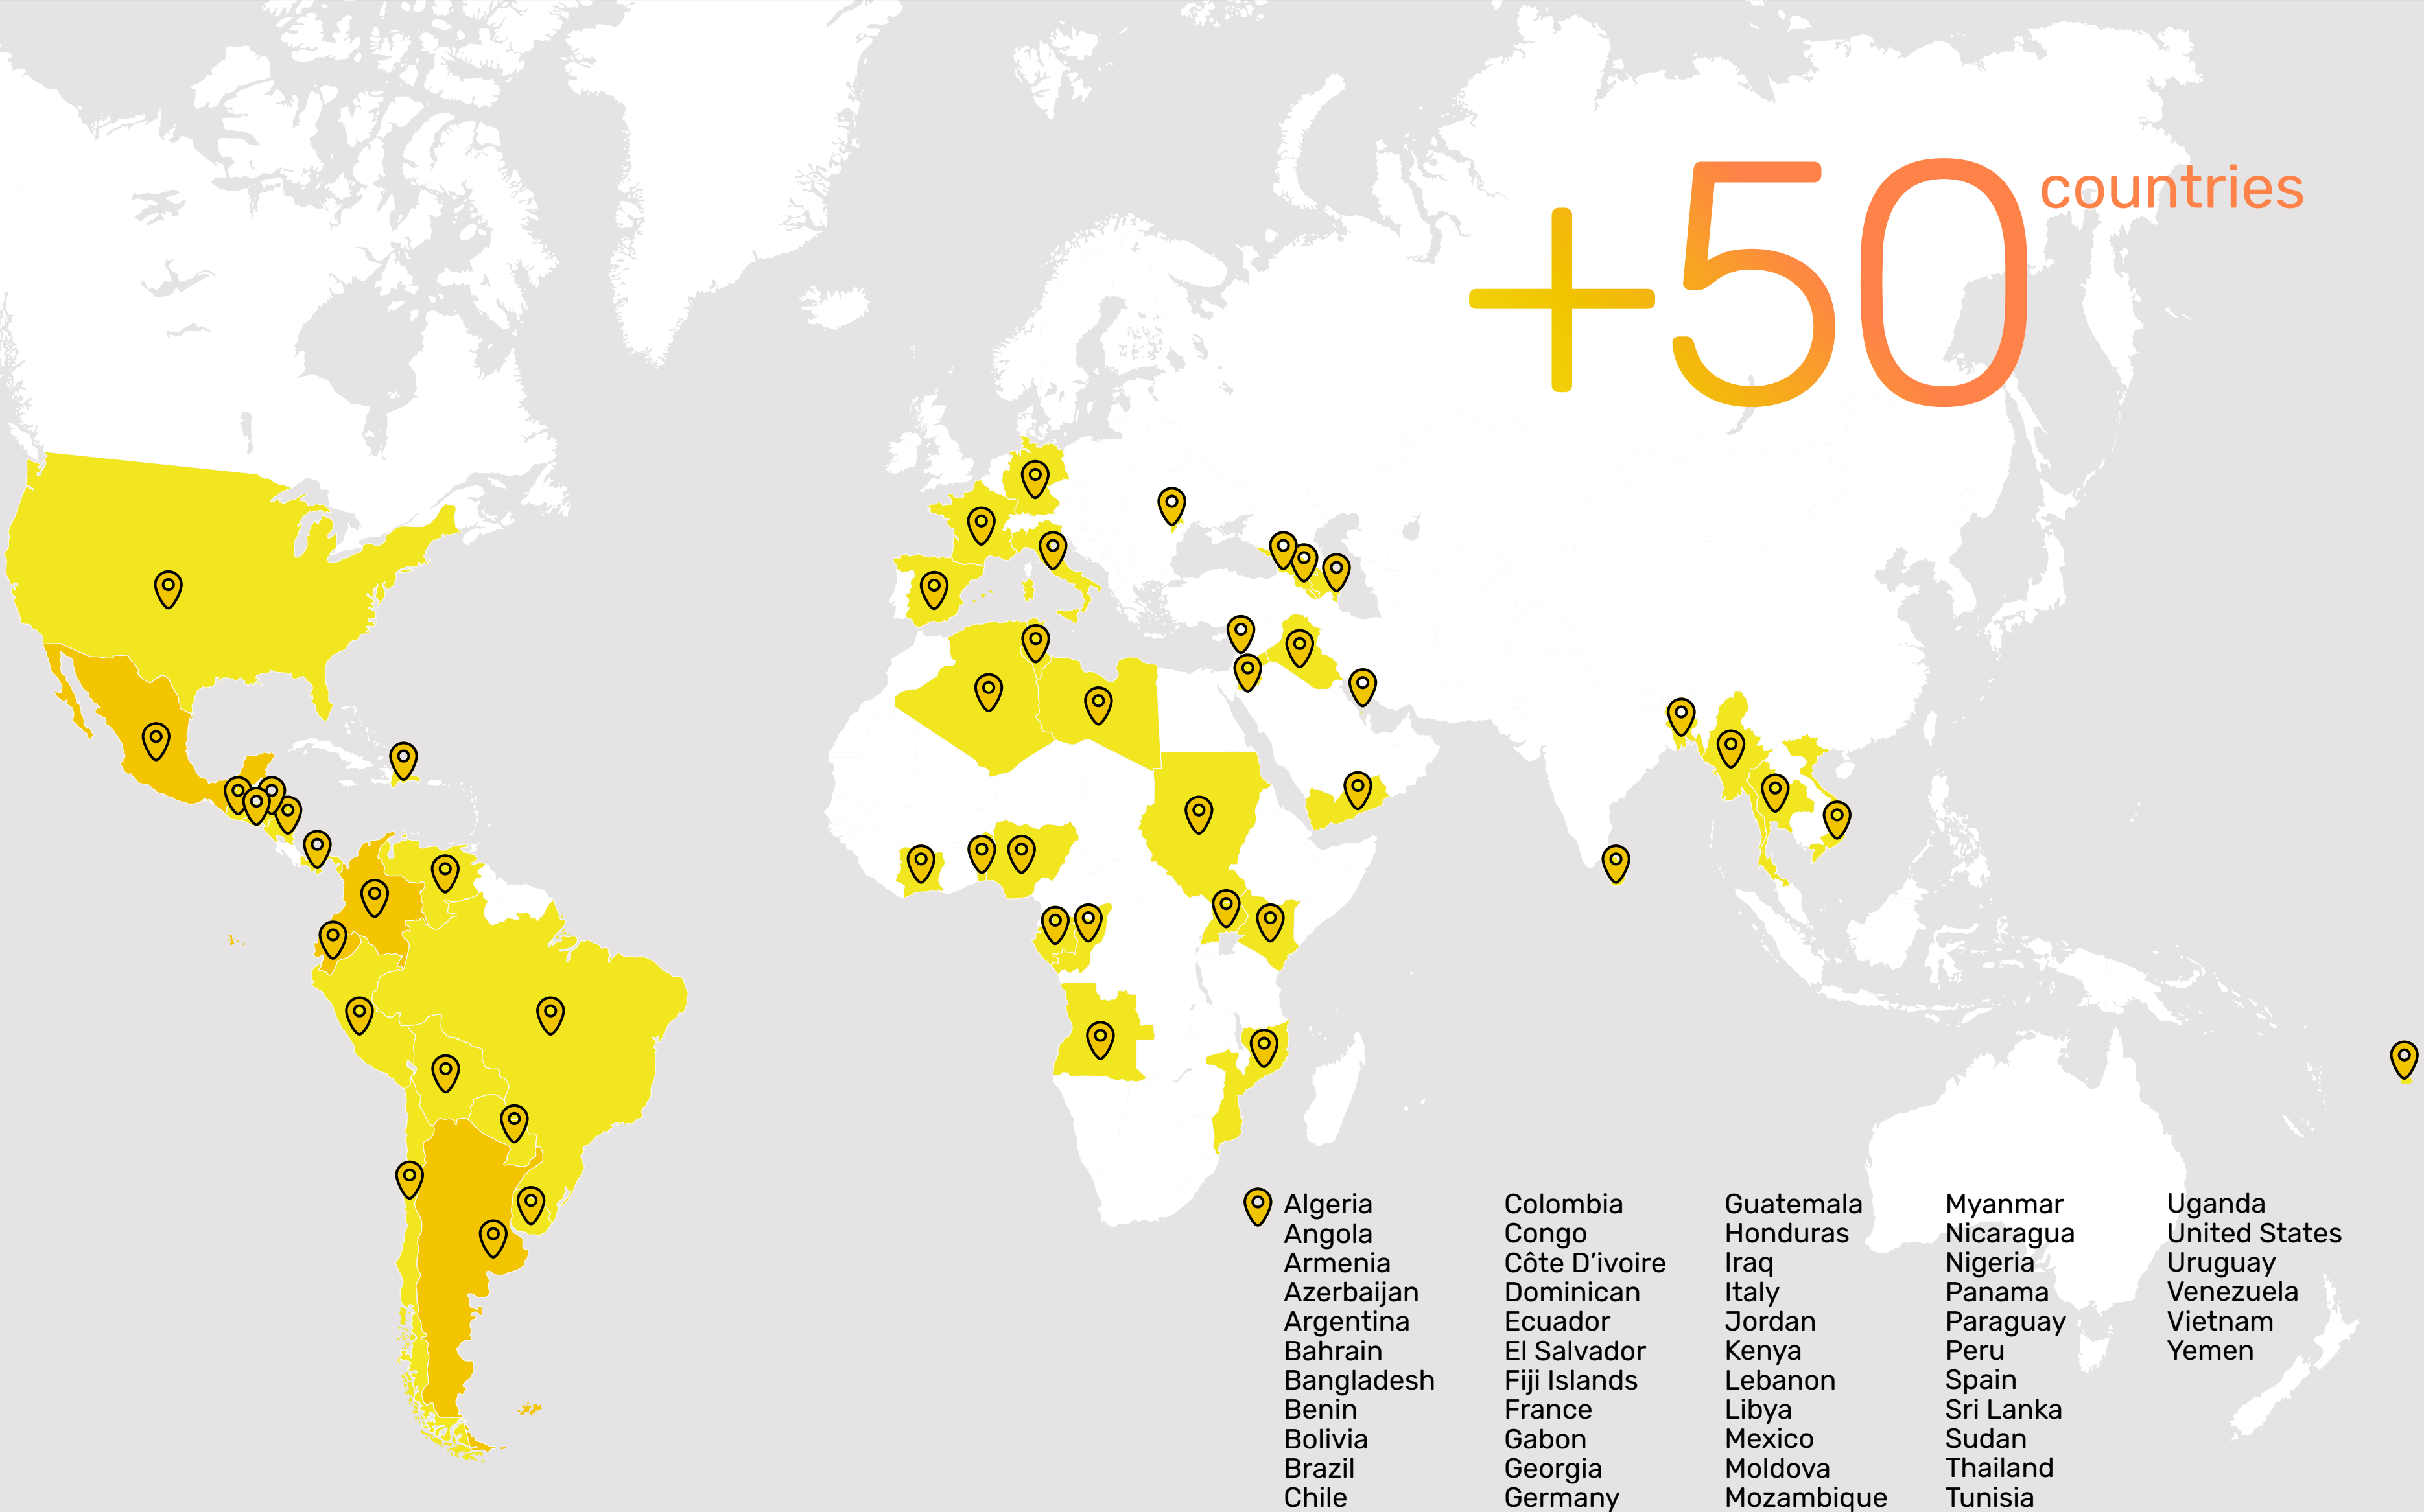 +50 countries
Algeria
Angola
Armenia
Azerbaijan
Argentina
Bahrain
Bangladesh
Benin
Bolivia
Brazil
Chile
Colombia
Congo
Côte D’ivoire
Dominican
Ecuador
El Salvador
Fiji Islands
France
Gabon
Georgia
Germany
Guatemala
Honduras
Iraq
Italy
Jordan
Kenya
Lebanon
Libya
Mexico
Moldova
Mozambique
Myanmar
Nicaragua
Nigeria
Panama
Paraguay
Peru
Spain
Sri Lanka
Sudan
Thailand
Tunisia
Uganda
United States
Uruguay
Venezuela
Vietnam
Yemen